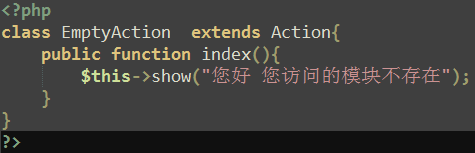 <?php
class EmptyAction  extends Action{
    public function index(){
        $this->show("您好 您访问的模块不存在");
    }
}
?>